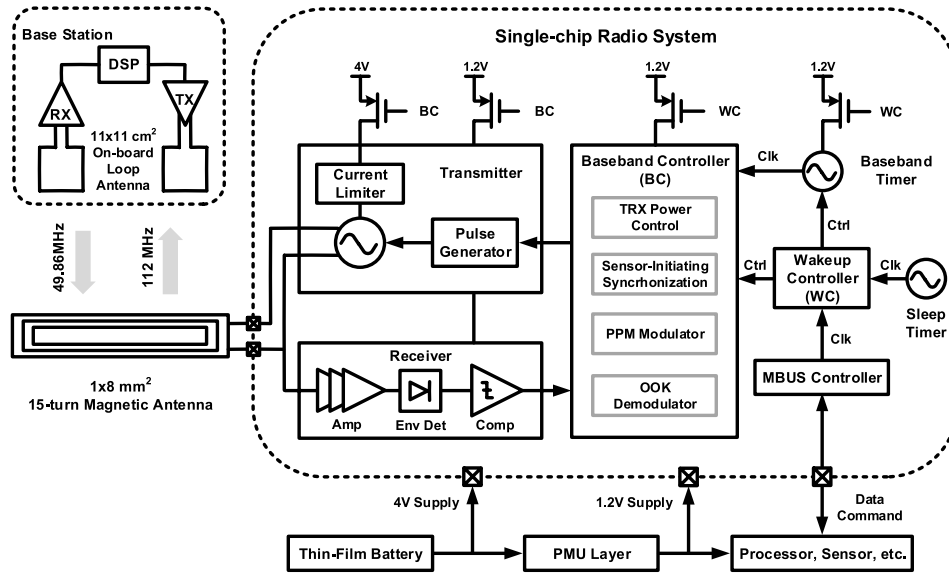 Base Station
DSP
RX
TX
11x11 cm²
On-board
Loop
Antenna
49.86MHz
112 MHz
1x8 mm²
15-turn Magnetic Antenna
Single-chip Radio System
4V
BC
1.2V
BC
1.2V
WC
1.2V
WC
Transmitter
Current
Limiter
Pulse
Generator
Receiver
Amp
Env Det
Comp
Baseband Controller
(BC)
TRX Power
Control
Sensor-Initiating
Syncrhonization
PPM Modulator
OOK
Demodulator
Clk
Baseband
Timer
Ctrl
Ctrl
Wakeup
Controller
(WC)
Clk
Sleep
Timer
Clk
MBUS Controller
4V Supply
1.2V Supply
Data
Command
Thin-Film Battery
PMU Layer
Processor, Sensor, etc.